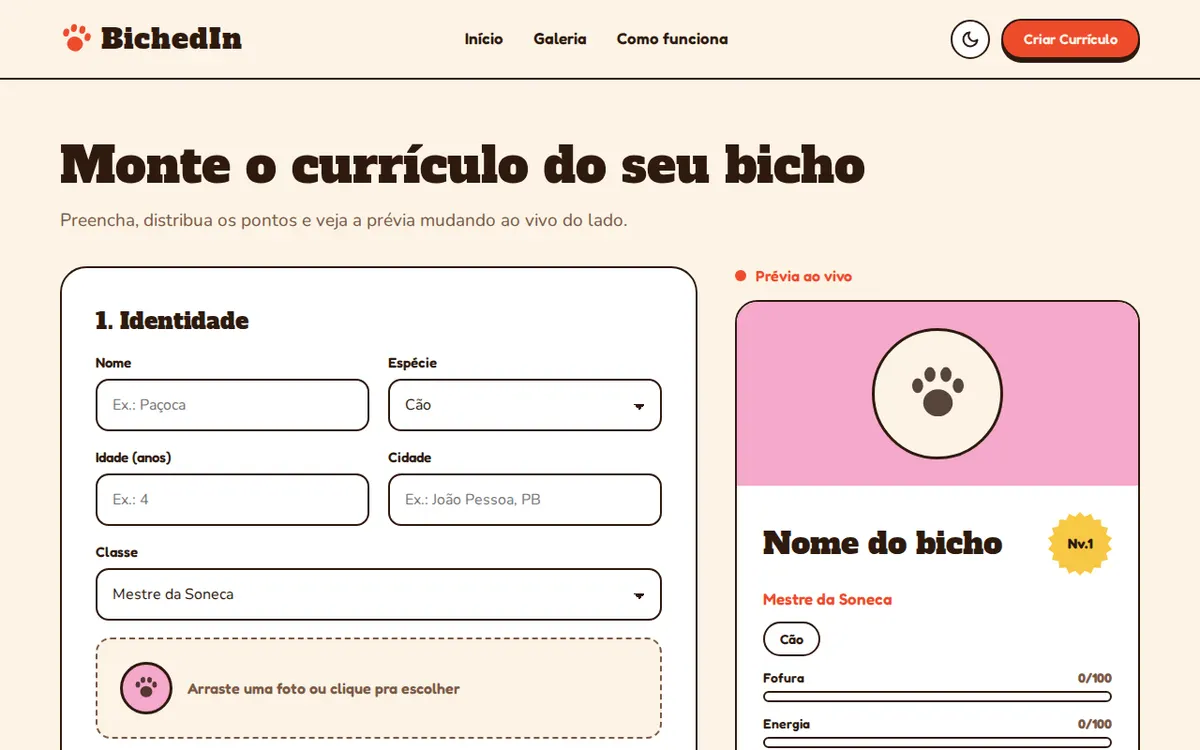 BichedIn
Início Galeria Como funciona
Criar Currículo
Monte o currículo do seu bicho
Preencha, distribua os pontos e veja a prévia mudando ao vivo do lado.
1. Identidade
Nome Espécie
Ex.: Paçoca Cão
Idade (anos) Cidade
Ex.: 4 Ex.: João Pessoa, PB
Classe
Mestre da Soneca
Arraste uma foto ou clique pra escolher
Prévia ao vivo
Nome do bicho
Nv.1
Mestre da Soneca
Cão
Fofura 0/100
Energia 0/100